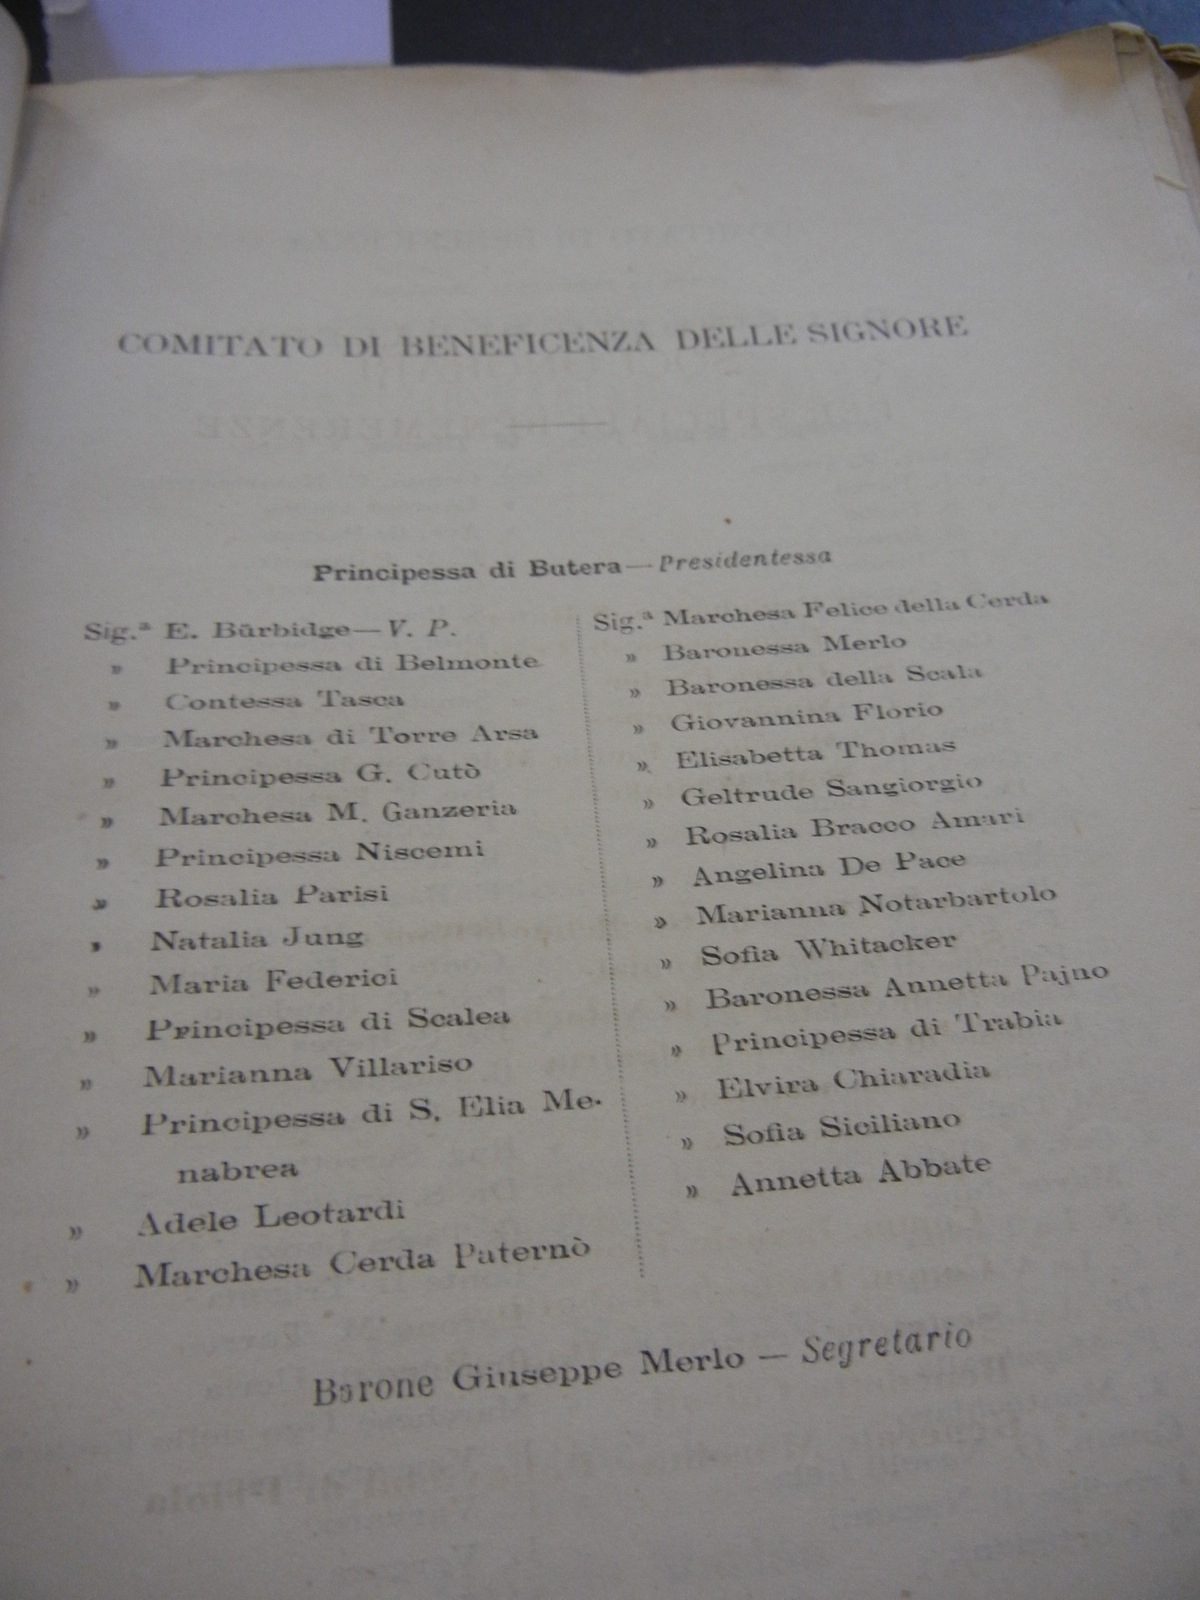 COMITATO DI BENEFICENZA DELLE SIGNORE
Principessa di Butera — Presidentessa
Sig.ª E. Bürbidge — V. P.
» Principessa di Belmonte
» Contessa Tasca
» Marchesa di Torre Arsa
» Principessa G. Cutò
» Marchesa M. Ganzeria
» Principessa Niscemi
» Rosalia Parisi
» Natalia Jung
» Maria Federici
» Principessa di Scalea
» Marianna Villariso
» Principessa di S. Elia Me-
nabrea
» Adele Leotardi
» Marchesa Cerda Paternò
Sig.ª Marchesa Felice della Cerda
» Baronessa Merlo
» Baronessa della Scala
» Giovannina Florio
» Elisabetta Thomas
» Geltrude Sangiorgio
» Rosalia Bracco Amari
» Angelina De Pace
» Marianna Notarbartolo
» Sofia Whitacker
» Baronessa Annetta Pajno
» Principessa di Trabia
» Elvira Chiaradia
» Sofia Siciliano
» Annetta Abbate
Barone Giuseppe Merlo — Segretario